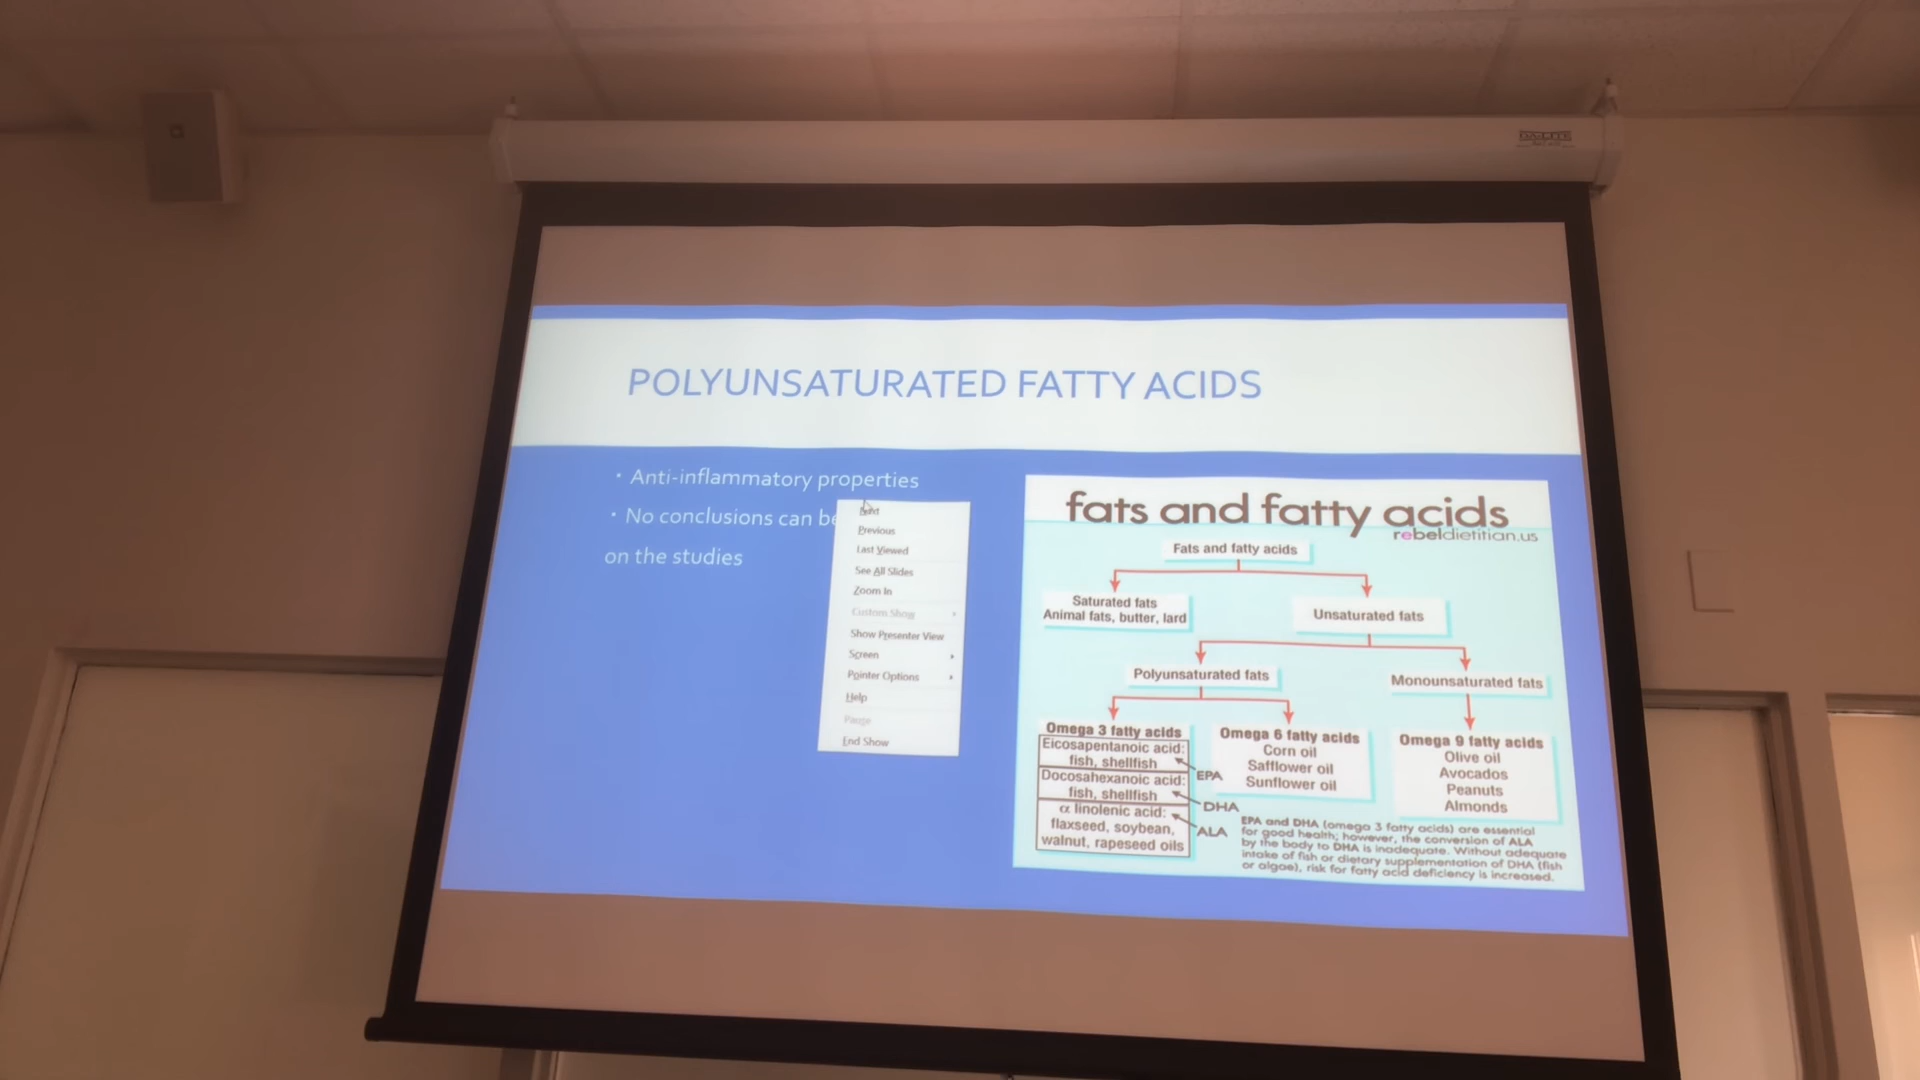 DA-LITE
POLYUNSATURATED FATTY ACIDS
· Anti-inflammatory properties
· No conclusions can be
on the studies
Next
Previous
Last Viewed
See All Slides
Zoom In
Custom Show
Show Presenter View
Screen
Pointer Options
Help
Pause
End Show
fats and fatty acids
rebeldietitian.us
Fats and fatty acids
Saturated fats
Animal fats, butter, lard
Unsaturated fats
Polyunsaturated fats
Monounsaturated fats
Omega 3 fatty acids
Eicosapentanoic acid:
fish, shellfish
EPA
Docosahexanoic acid:
fish, shellfish
DHA
α linolenic acid:
flaxseed, soybean,
walnut, rapeseed oils
ALA
Omega 6 fatty acids
Corn oil
Safflower oil
Sunflower oil
Omega 9 fatty acids
Olive oil
Avocados
Peanuts
Almonds
EPA and DHA (omega 3 fatty acids) are essential
for good health; however, the conversion of ALA
by the body to DHA is inadequate. Without adequate
intake of fish or dietary supplementation of DHA (fish
or algae), risk for fatty acid deficiency is increased.